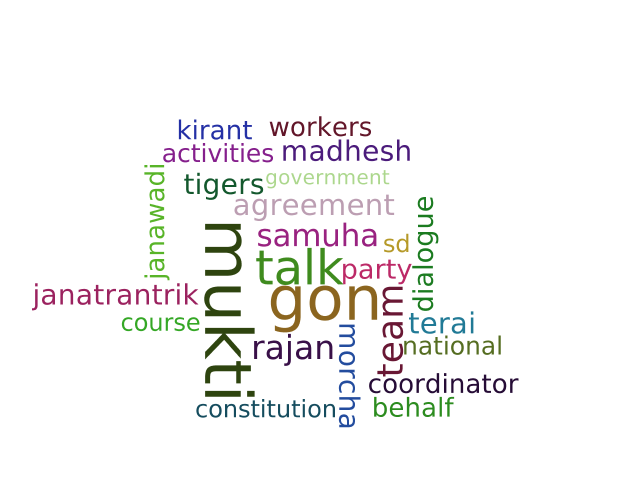 kirant
workers
activities
madhesh
janawadi
tigers
government
agreement
dialogue
mukti
samuha
sd
talk
party
janatrantrik
gon
team
course
terai
rajan
morcha
national
coordinator
constitution
behalf